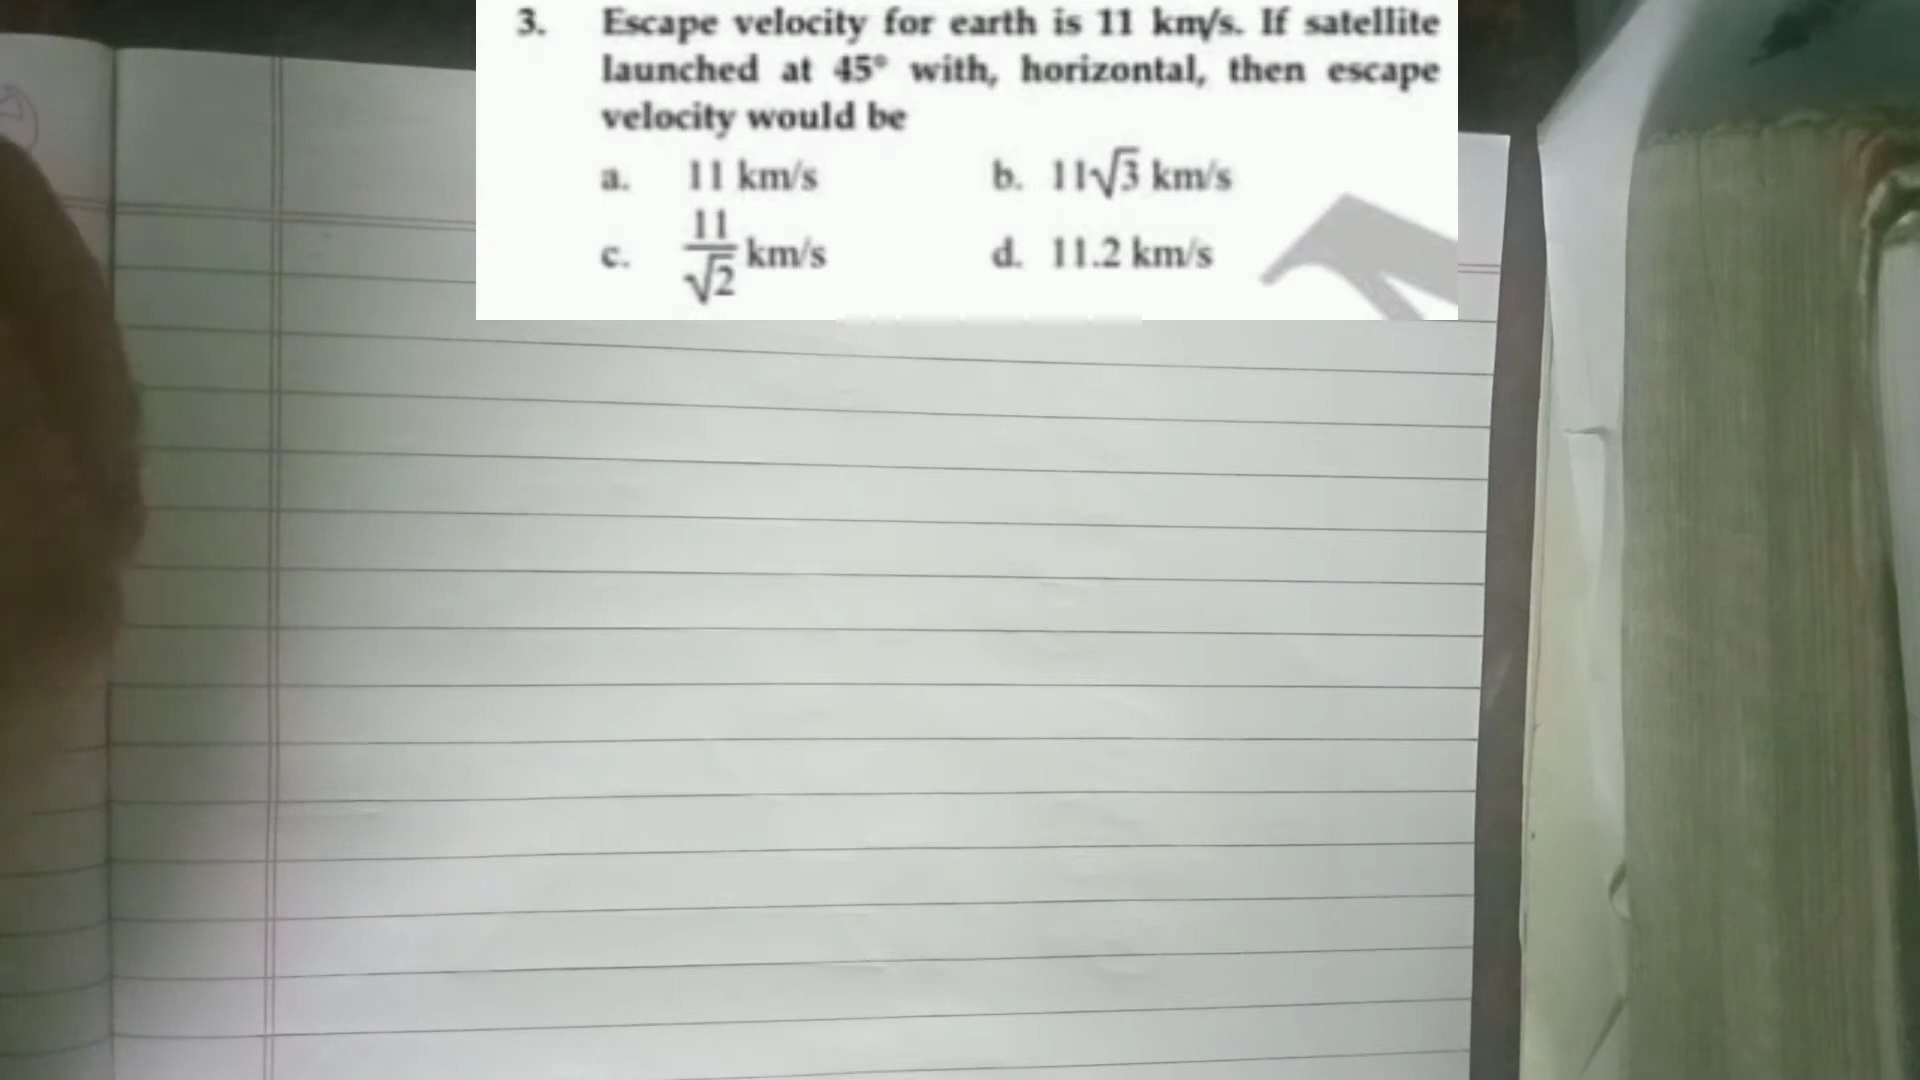 3. Escape velocity for earth is 11 km/s. If satellite
launched at 45° with, horizontal, then escape
velocity would be
a. 11 km/s b. 11√3 km/s
c. 11/√2 km/s d. 11.2 km/s